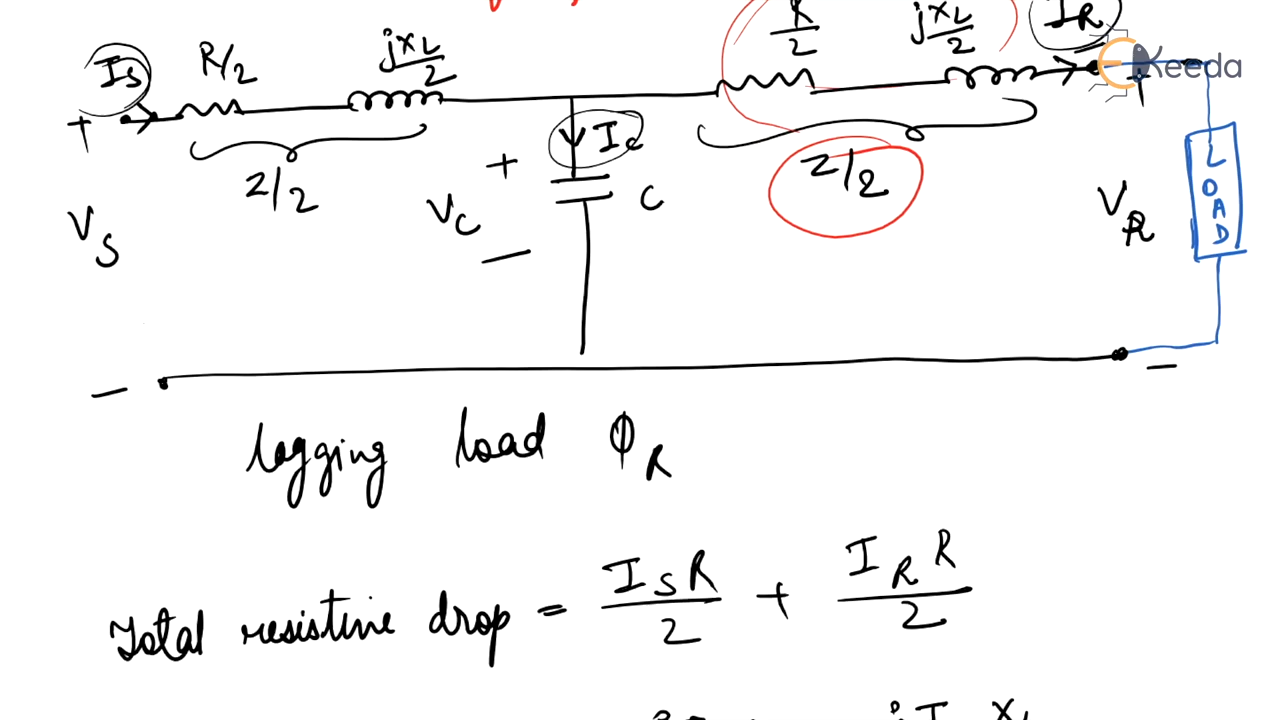 R/2
jXL/2
IR
Is
R/2
jXL/2
Keeda
+
+
Z/2
+
Ic
Z/2
VS
VC
C
VR
LOAD
−
−
−
lagging load ΦR
Total resistive drop = ISR/2 + IRR/2